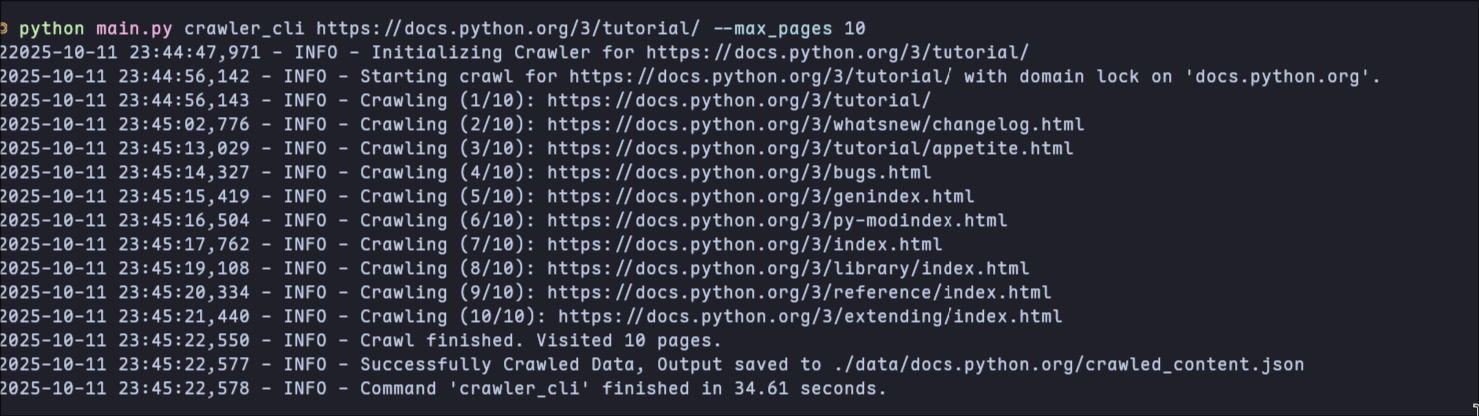 python main.py crawler_cli https://docs.python.org/3/tutorial/ --max_pages 10
22025-10-11 23:44:47,971 - INFO - Initializing Crawler for https://docs.python.org/3/tutorial/
2025-10-11 23:44:56,142 - INFO - Starting crawl for https://docs.python.org/3/tutorial/ with domain lock on 'docs.python.org'.
2025-10-11 23:44:56,143 - INFO - Crawling (1/10): https://docs.python.org/3/tutorial/
2025-10-11 23:45:02,776 - INFO - Crawling (2/10): https://docs.python.org/3/whatsnew/changelog.html
2025-10-11 23:45:13,029 - INFO - Crawling (3/10): https://docs.python.org/3/tutorial/appetite.html
2025-10-11 23:45:14,327 - INFO - Crawling (4/10): https://docs.python.org/3/bugs.html
2025-10-11 23:45:15,419 - INFO - Crawling (5/10): https://docs.python.org/3/genindex.html
2025-10-11 23:45:16,504 - INFO - Crawling (6/10): https://docs.python.org/3/py-modindex.html
2025-10-11 23:45:17,762 - INFO - Crawling (7/10): https://docs.python.org/3/index.html
2025-10-11 23:45:19,108 - INFO - Crawling (8/10): https://docs.python.org/3/library/index.html
2025-10-11 23:45:20,334 - INFO - Crawling (9/10): https://docs.python.org/3/reference/index.html
2025-10-11 23:45:21,440 - INFO - Crawling (10/10): https://docs.python.org/3/extending/index.html
2025-10-11 23:45:22,550 - INFO - Crawl finished. Visited 10 pages.
2025-10-11 23:45:22,577 - INFO - Successfully Crawled Data, Output saved to ./data/docs.python.org/crawled_content.json
2025-10-11 23:45:22,578 - INFO - Command 'crawler_cli' finished in 34.61 seconds.